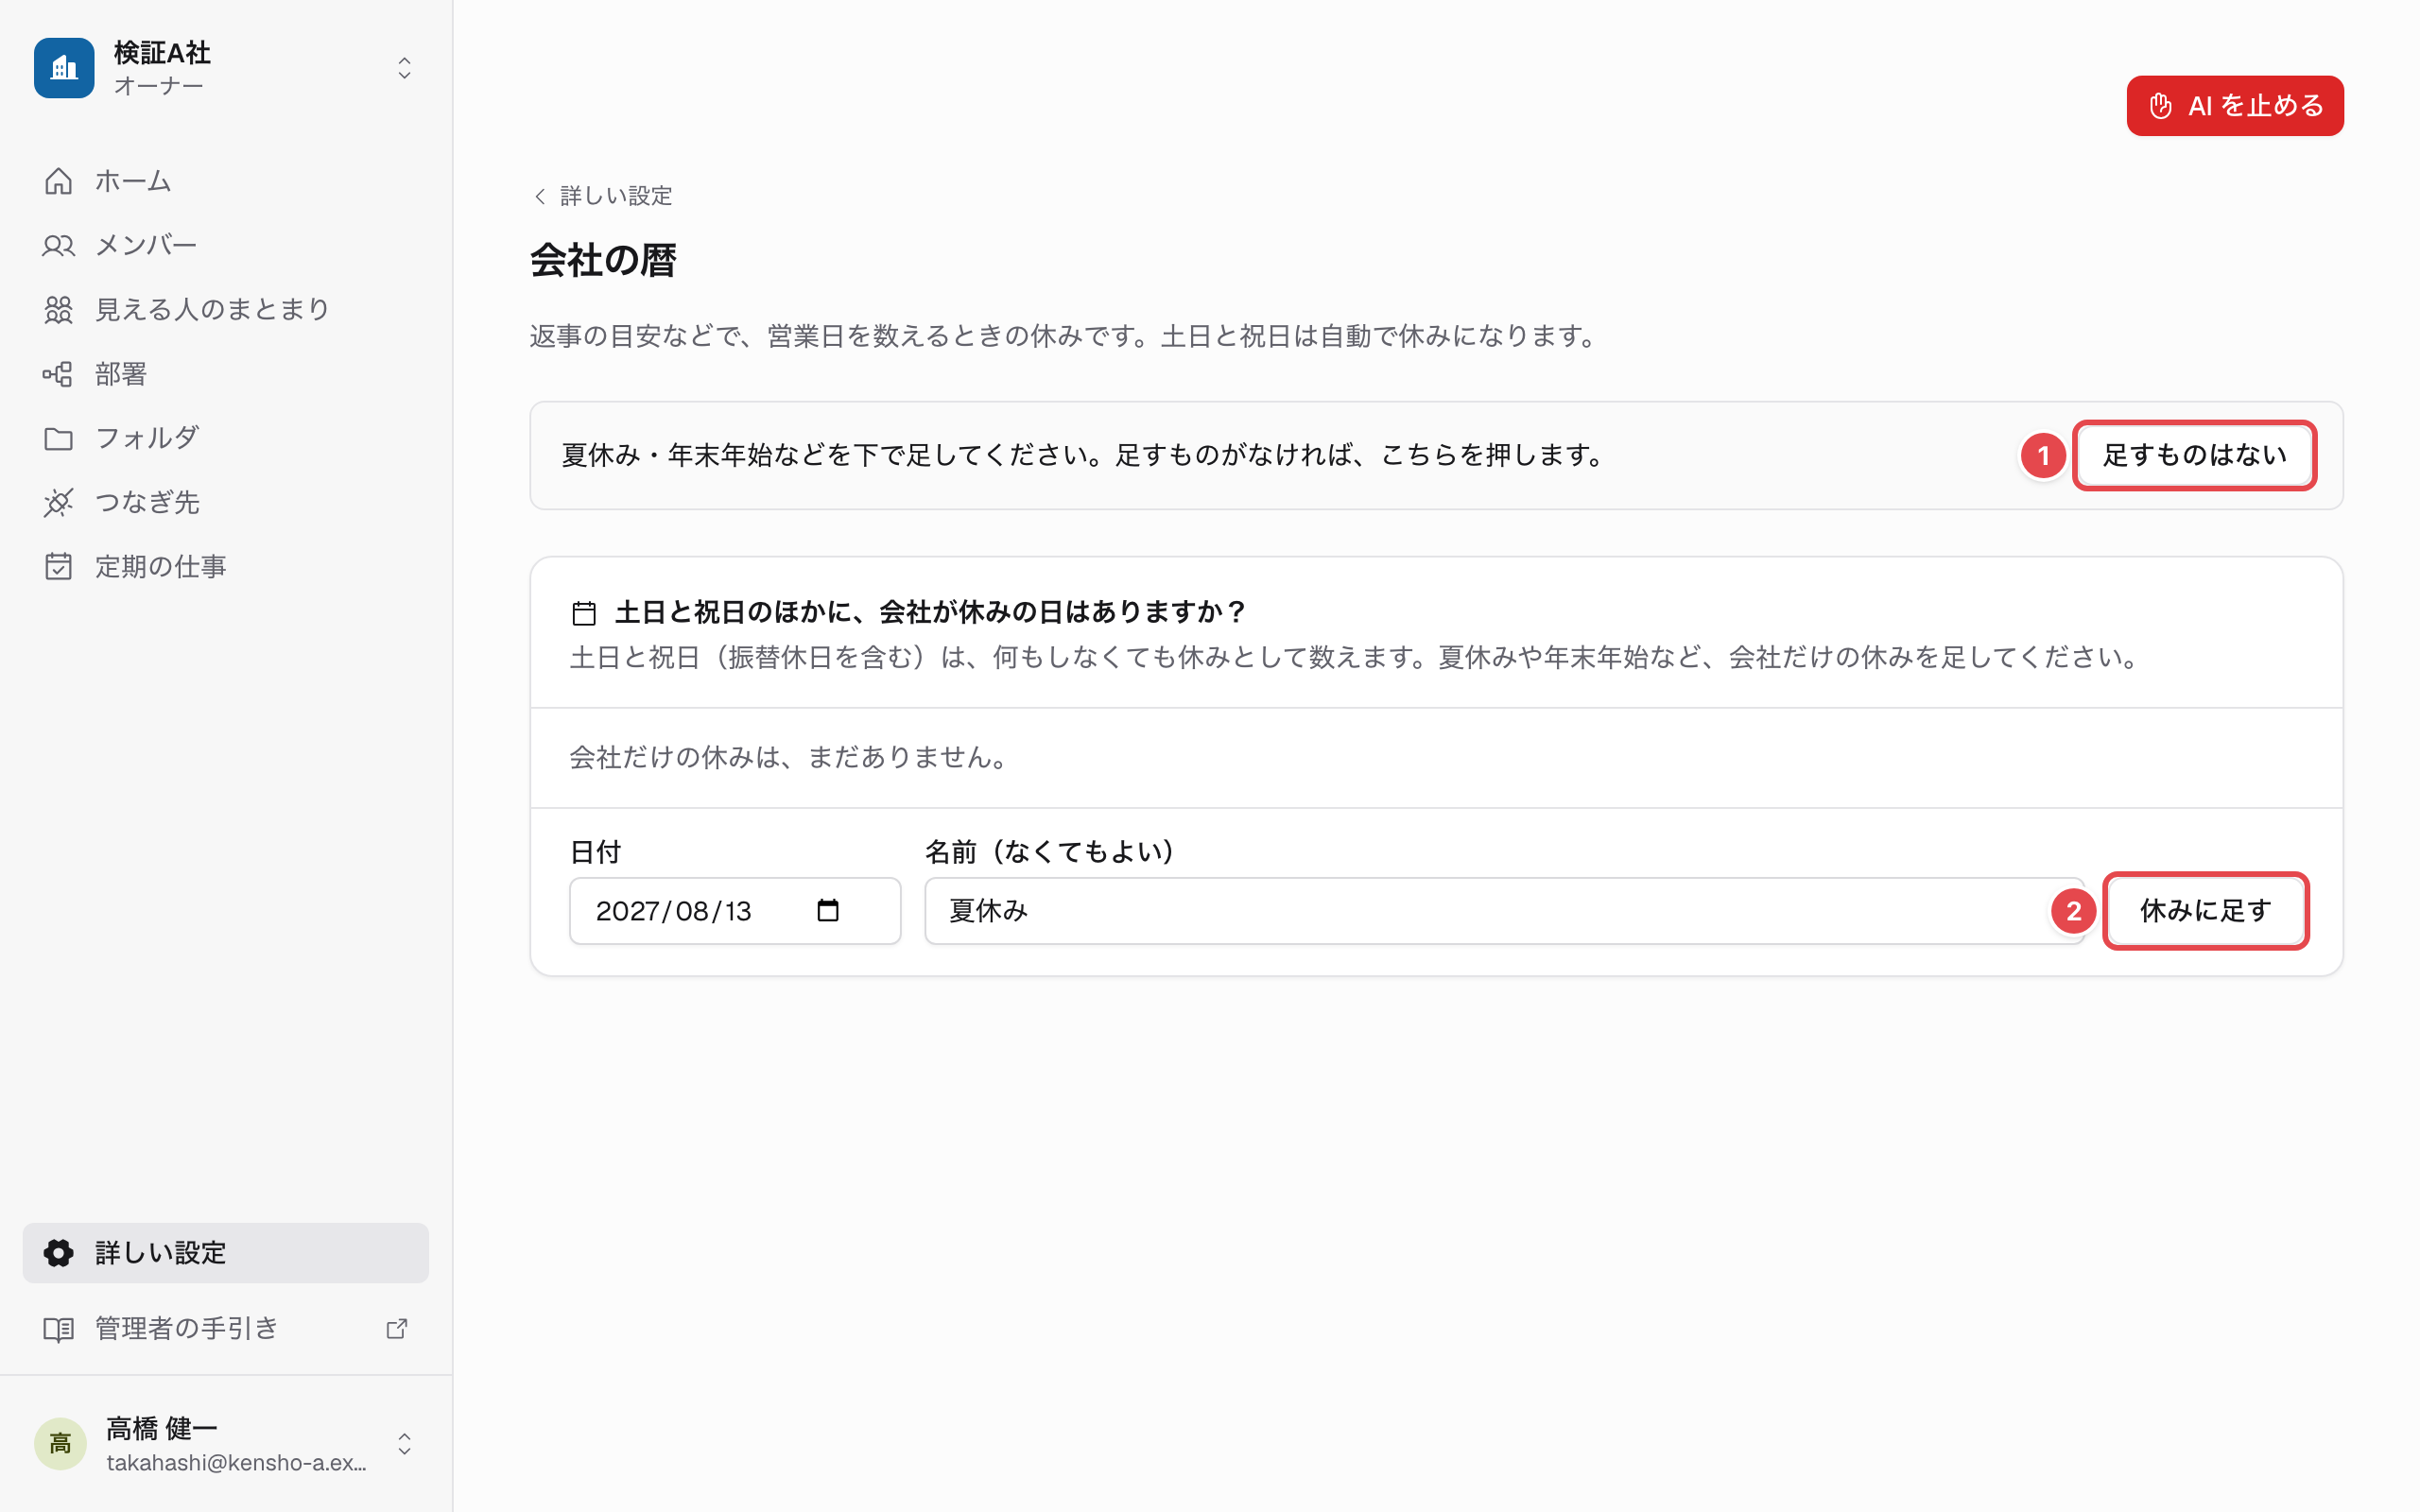 検証A社
オーナー
ホーム
メンバー
見える人のまとまり
部署
フォルダ
つなぎ先
定期の仕事
詳しい設定
管理者の手引き
高
高橋 健一
takahashi@kensho-a.ex...
AI を止める
詳しい設定
会社の暦
返事の目安などで、営業日を数えるときの休みです。土日と祝日は自動で休みになります。
夏休み・年末年始などを下で足してください。足すものがなければ、こちらを押します。
1
足すものはない
土日と祝日のほかに、会社が休みの日はありますか？
土日と祝日（振替休日を含む）は、何もしなくても休みとして数えます。夏休みや年末年始など、会社だけの休みを足してください。
会社だけの休みは、まだありません。
日付
名前（なくてもよい）
2027/08/13
夏休み
2
休みに足す